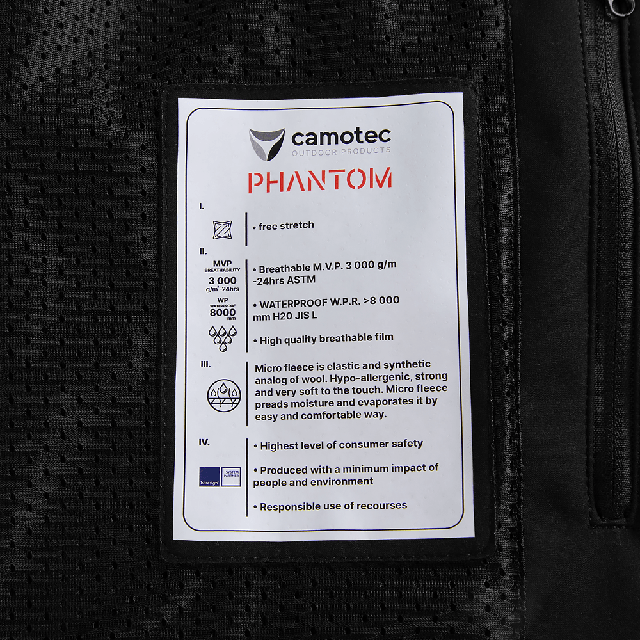 camotec
OUTDOOR PRODUCTS
PHANTOM
I.
• free stretch
II.
MVP
BREATHABILITY
3 000
g/m² 24hrs
• Breathable M.V.P. 3 000 g/m
-24hrs ASTM
WP
8000
mm
• WATERPROOF W.P.R. >8 000
mm H20 JIS L
• High quality breathable film
III.
Micro fleece is elastic and synthetic
analog of wool. Hypo-allergenic, strong
and very soft to the touch. Micro fleece
preads moisture and evaporates it by
easy and comfortable way.
IV.
• Highest level of consumer safety
• Produced with a minimum impact of
people and environment
• Responsible use of recourses